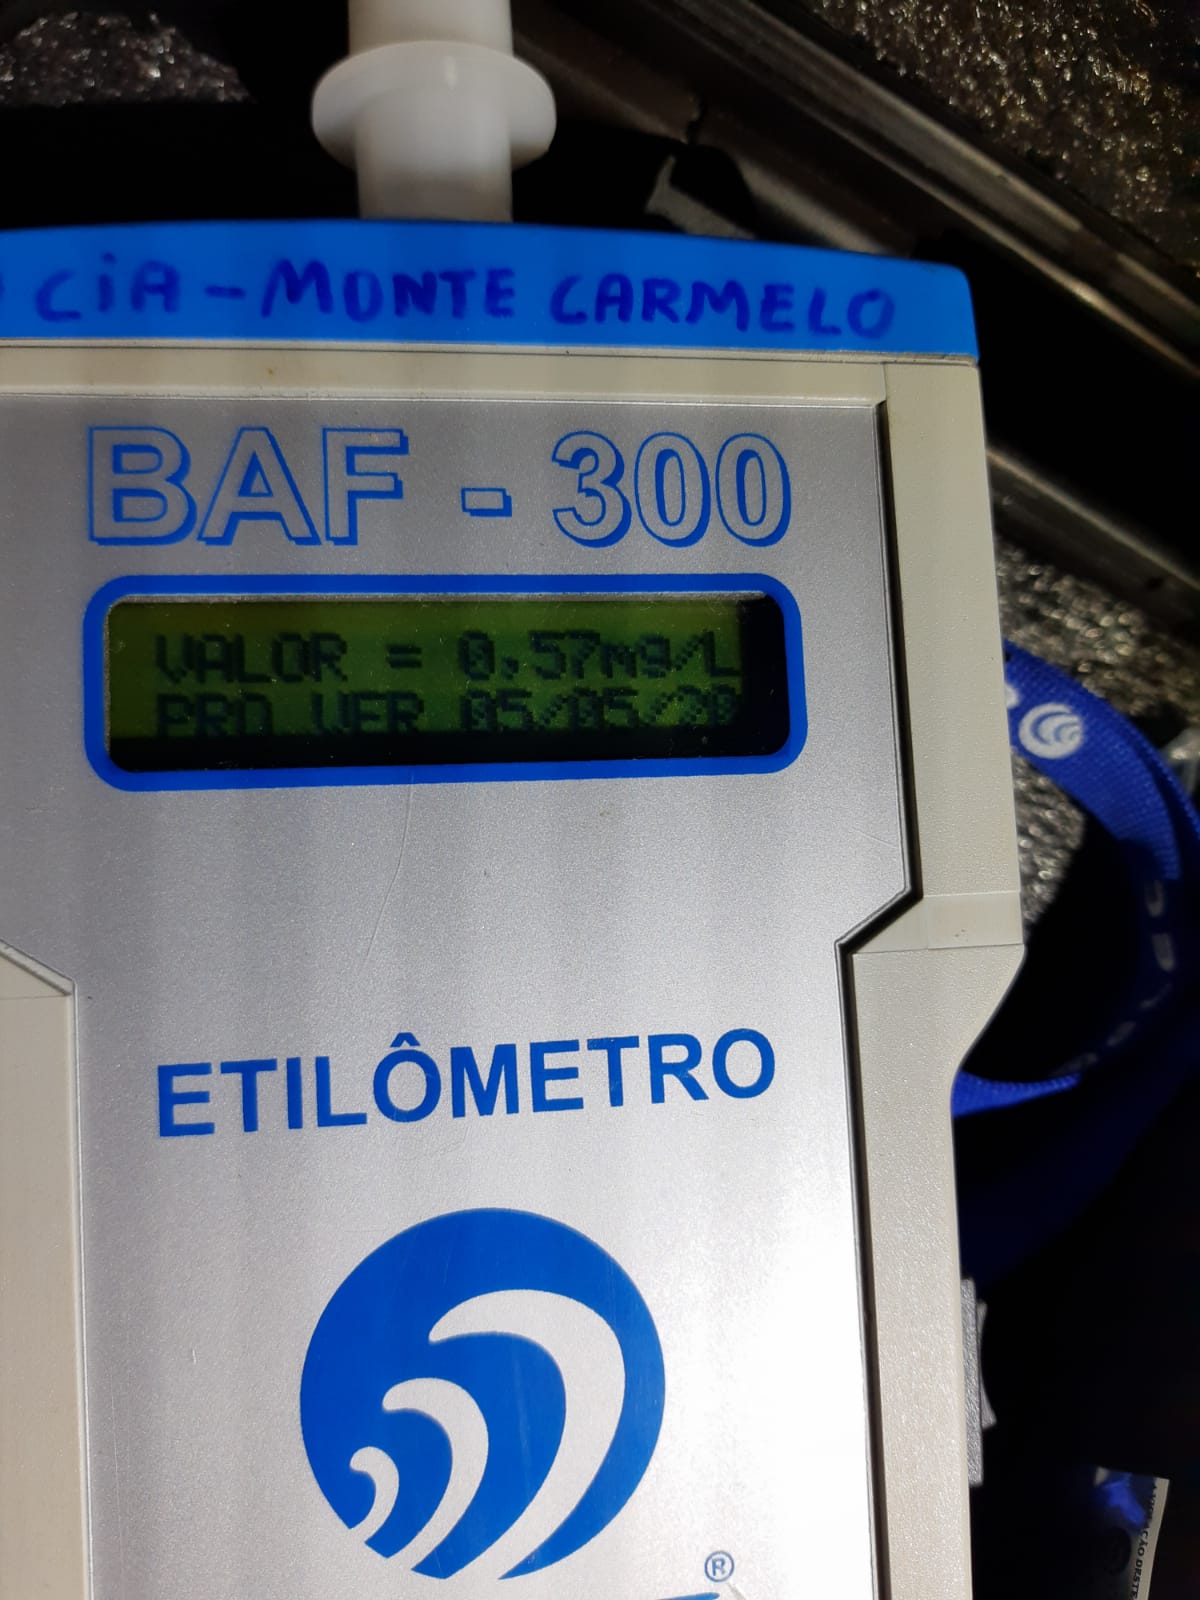 CIA - MONTE CARMELO
BAF - 300
VALOR = 0,57mg/L
PRO VER 05/05/20
ETILÔMETRO
®